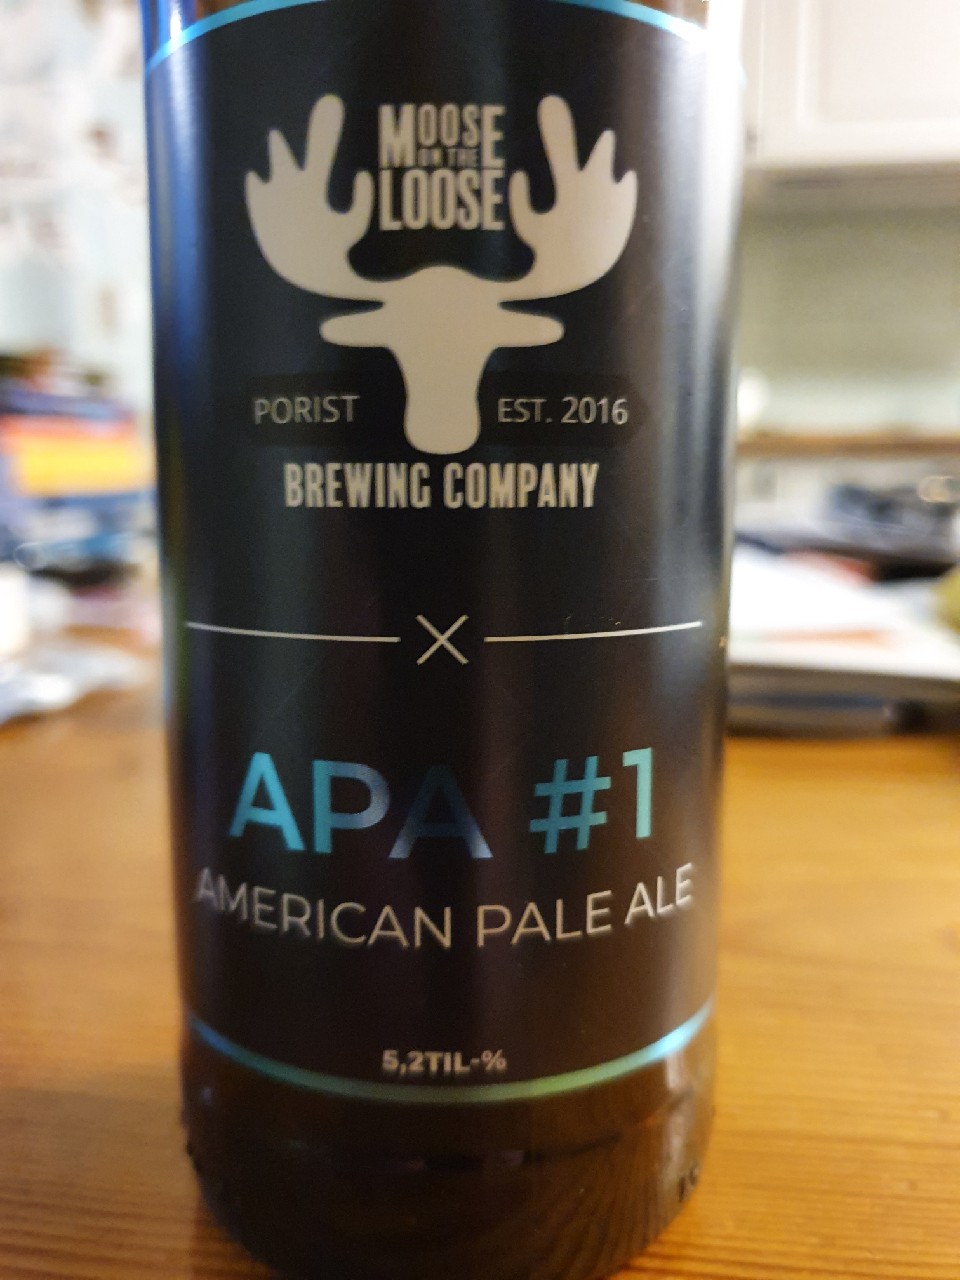 MOOSE
ON THE
LOOSE
PORIST EST. 2016
BREWING COMPANY
APA #1
AMERICAN PALE ALE
5,2TIL-%